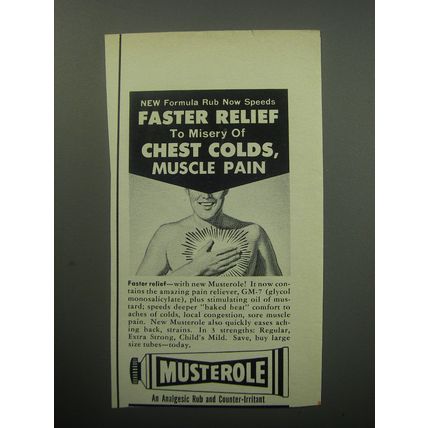 NEW Formula Rub Now Speeds
FASTER RELIEF
To Misery Of
CHEST COLDS,
MUSCLE PAIN
Faster relief—with new Musterole! It now con-
tains the amazing pain reliever, GM-7 (glycol
monosalicylate), plus stimulating oil of mus-
tard; speeds deeper "baked heat" comfort to
aches of colds, local congestion, sore muscle
pain. New Musterole also quickly eases ach-
ing back, strains. In 3 strengths: Regular,
Extra Strong, Child's Mild. Save, buy large
size tubes—today.
MUSTEROLE
An Analgesic Rub and Counter-Irritant